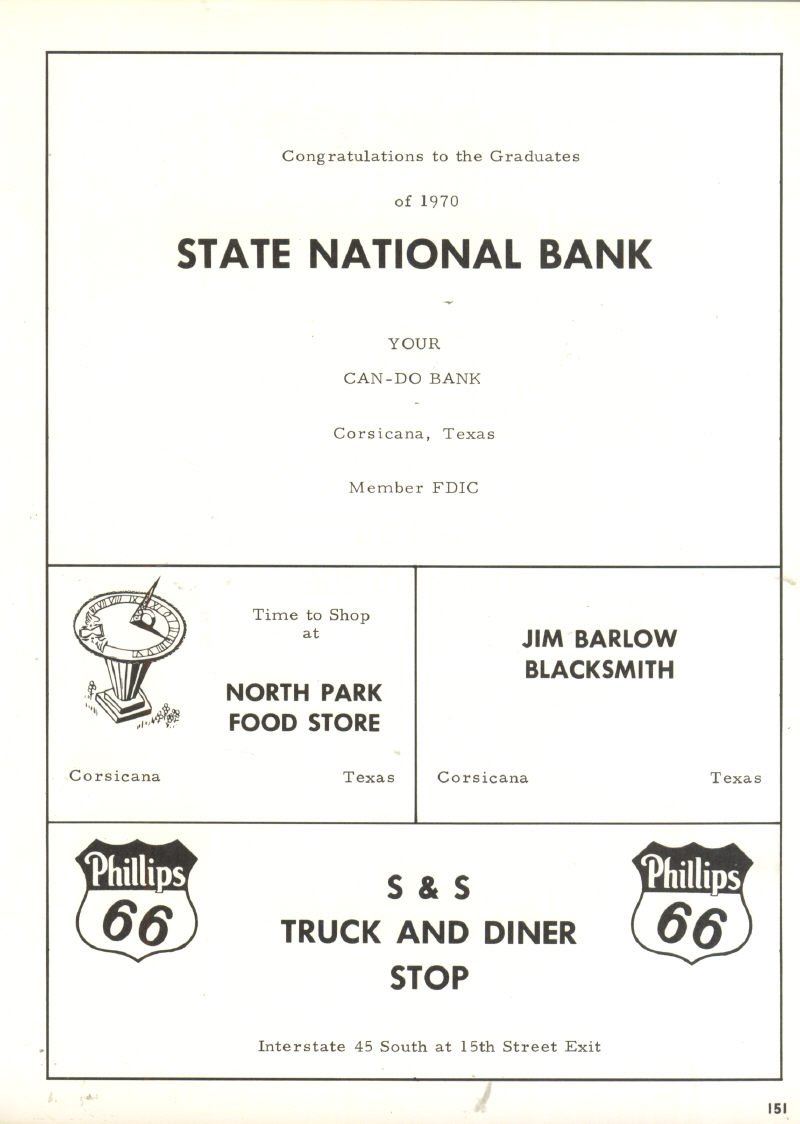 Congratulations to the Graduates
of 1970
STATE NATIONAL BANK
YOUR
CAN-DO BANK
Corsicana, Texas
Member FDIC
Time to Shop
at
NORTH PARK
FOOD STORE
Corsicana Texas
JIM BARLOW
BLACKSMITH
Corsicana Texas
Phillips
66
S & S
TRUCK AND DINER
STOP
Phillips
66
Interstate 45 South at 15th Street Exit
151